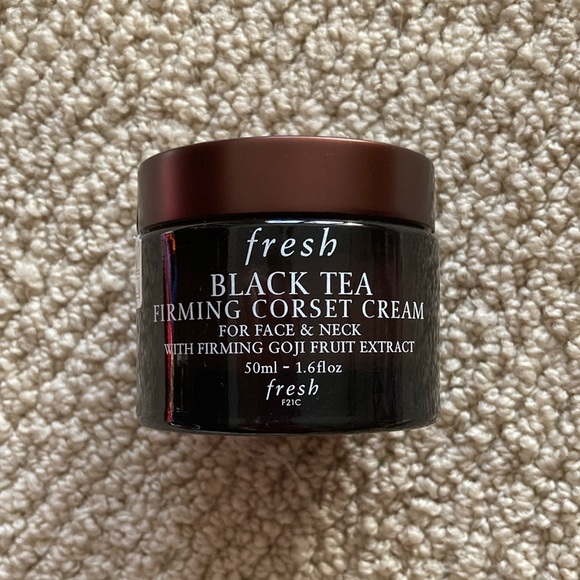 fresh
BLACK TEA
FIRMING CORSET CREAM
FOR FACE & NECK
WITH FIRMING GOJI FRUIT EXTRACT
50ml - 1.6floz
fresh
F21C